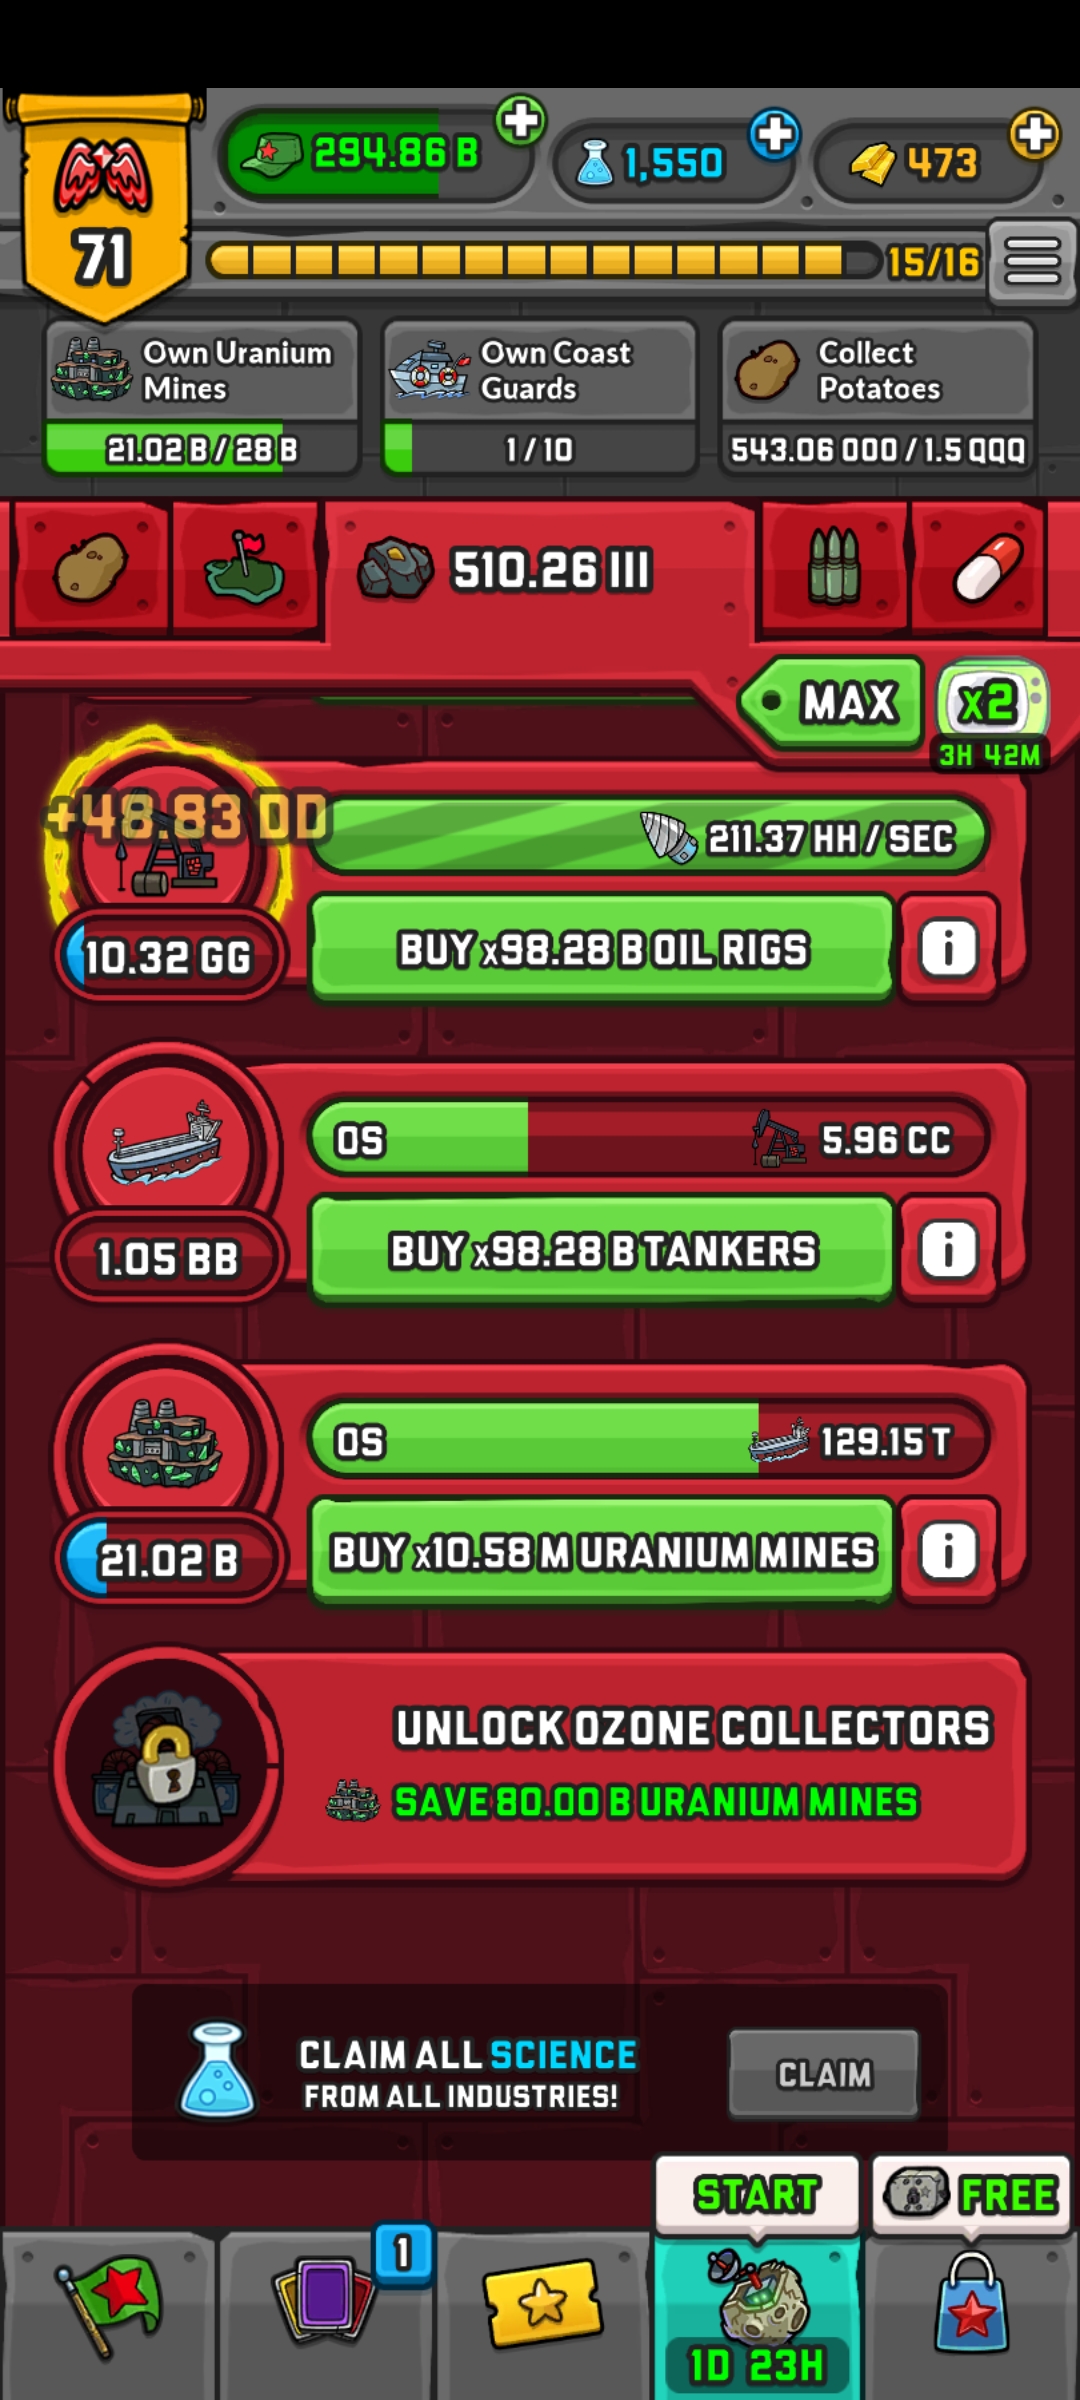 294.86 B
1,550
473
71
15/16
Own Uranium
Mines
21.02 B / 28 B
Own Coast
Guards
1 / 10
Collect
Potatoes
543.06 OOO / 1.5 QQQ
510.26 III
MAX
x2
3H 42M
+48.83 DD
211.37 HH / SEC
10.32 GG
BUY x98.28 B OIL RIGS
i
0S
5.96 CC
1.05 BB
BUY x98.28 B TANKERS
i
0S
129.15 T
21.02 B
BUY x10.58 M URANIUM MINES
i
UNLOCK OZONE COLLECTORS
SAVE 80.00 B URANIUM MINES
CLAIM ALL SCIENCE
FROM ALL INDUSTRIES!
CLAIM
START
FREE
1
1D 23H